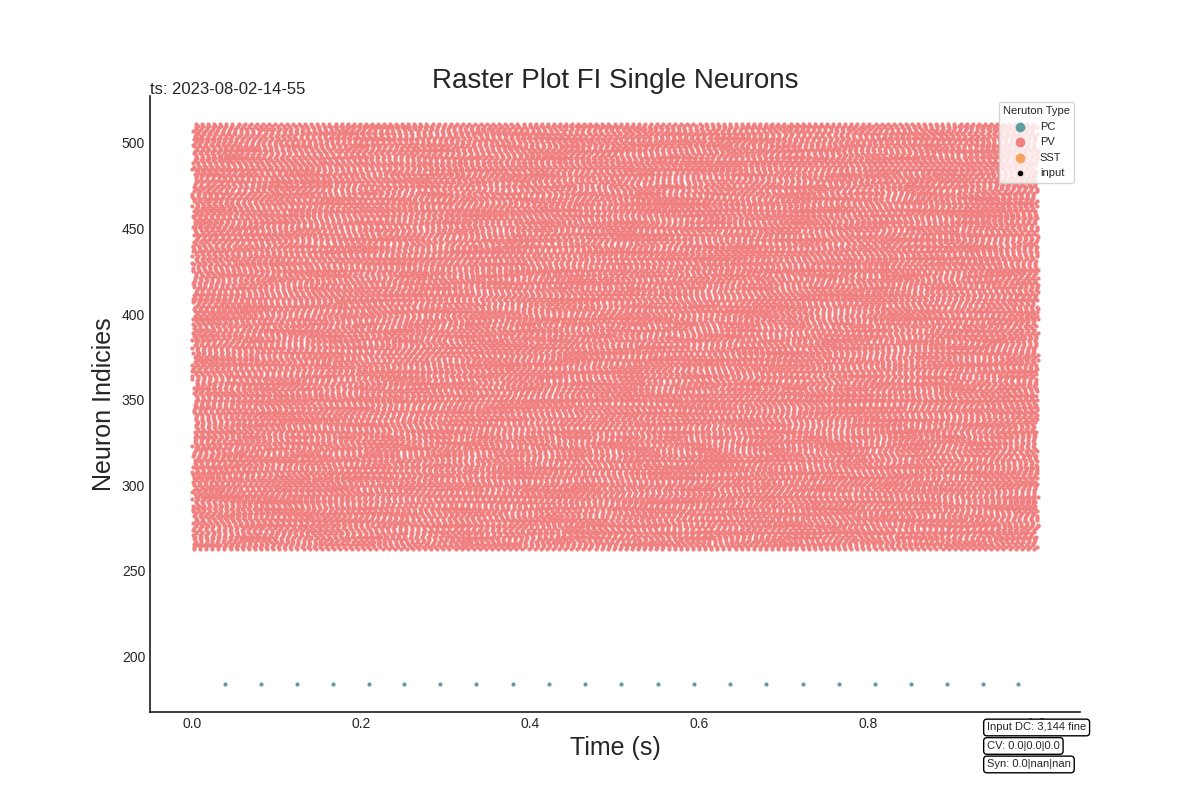 Raster Plot FI Single Neurons
ts: 2023-08-02-14-55
Neruton Type
PC
PV
SST
input
500
450
400
350
300
250
200
Neuron Indicies
0.0
0.2
0.4
0.6
0.8
Time (s)
Input DC: 3,144 fine
CV: 0.0|0.0|0.0
Syn: 0.0|nan|nan